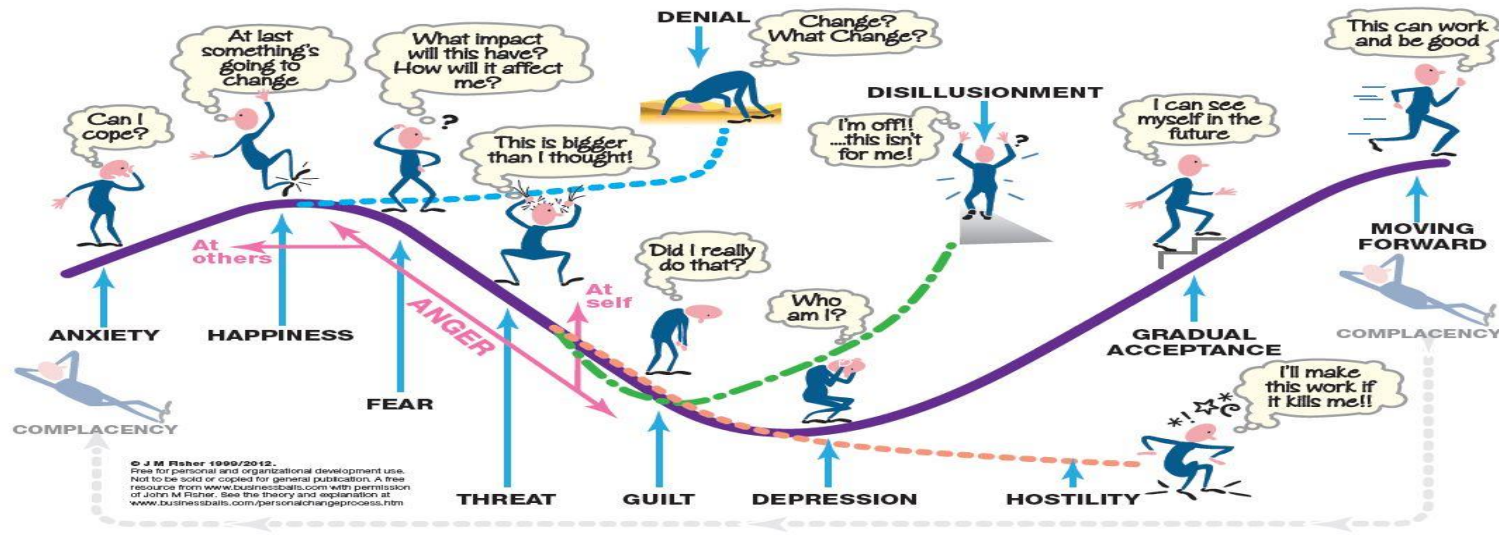 DENIAL
Change?
What Change?
At last
something's
going to
change
What impact
will this have?
How will it affect
me?
?
This can work
and be good
DISILLUSIONMENT
Can I
cope?
This is bigger
than I thought!
I'm off!!
....this isn't
for me!
?
I can see
myself in the
future
At
others
Did I really
do that?
MOVING
FORWARD
ANXIETY
HAPPINESS
ANGER
At
self
Who
am I?
GRADUAL
ACCEPTANCE
COMPLACENCY
FEAR
I'll make
this work if
it kills me!!
*!
COMPLACENCY
© J M Fisher 1999/2012.
Free for personal and organizational development use.
Not to be sold or copied for general publication. A free
resource from www.businessballs.com with permission
of John M Fisher. See the theory and explanation at
www.businessballs.com/personalchangeprocess.htm
THREAT
GUILT
DEPRESSION
HOSTILITY